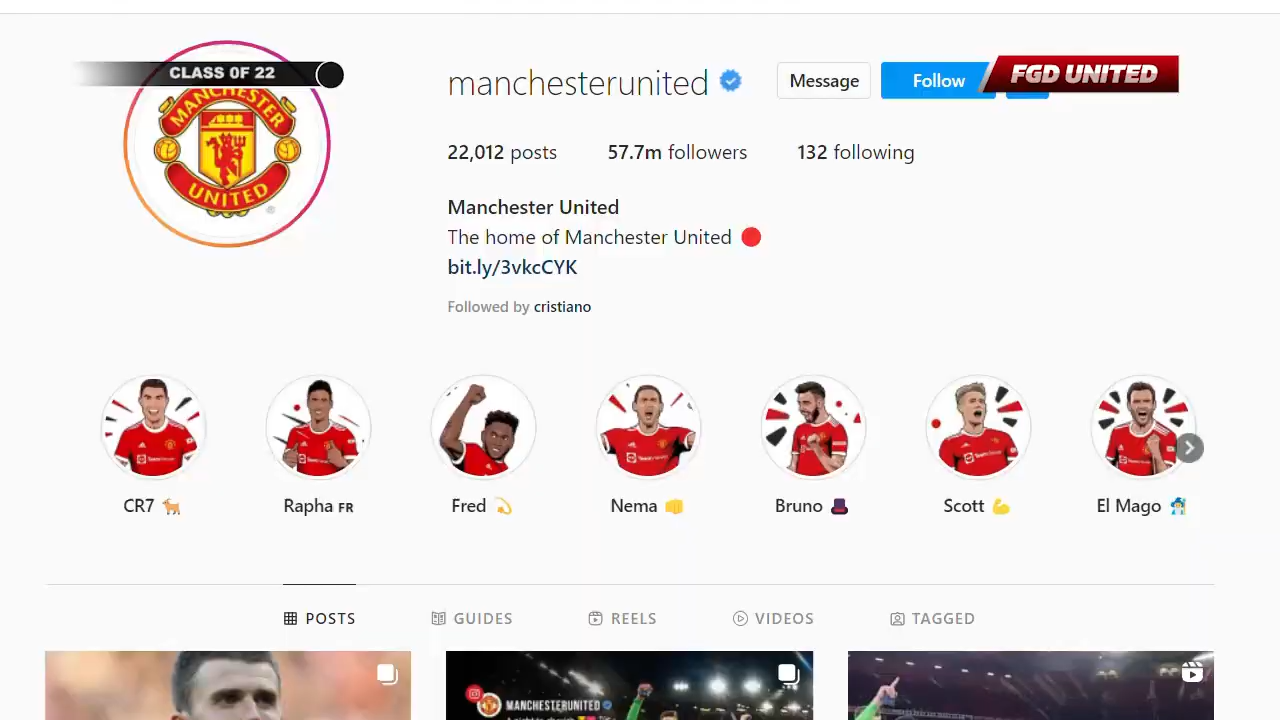 CLASS OF 22
MANCHESTER
UNITED
manchesterunited
Message
Follow
FGD UNITED
22,012 posts 57.7m followers 132 following
Manchester United
The home of Manchester United 🔴
bit.ly/3vkcCYK
Followed by cristiano
CR7 🐐 Rapha FR Fred 💫 Nema 👊 Bruno 🎩 Scott 💪 El Mago 🧙‍♂️
POSTS GUIDES REELS VIDEOS TAGGED
MANCHESTERUNITED